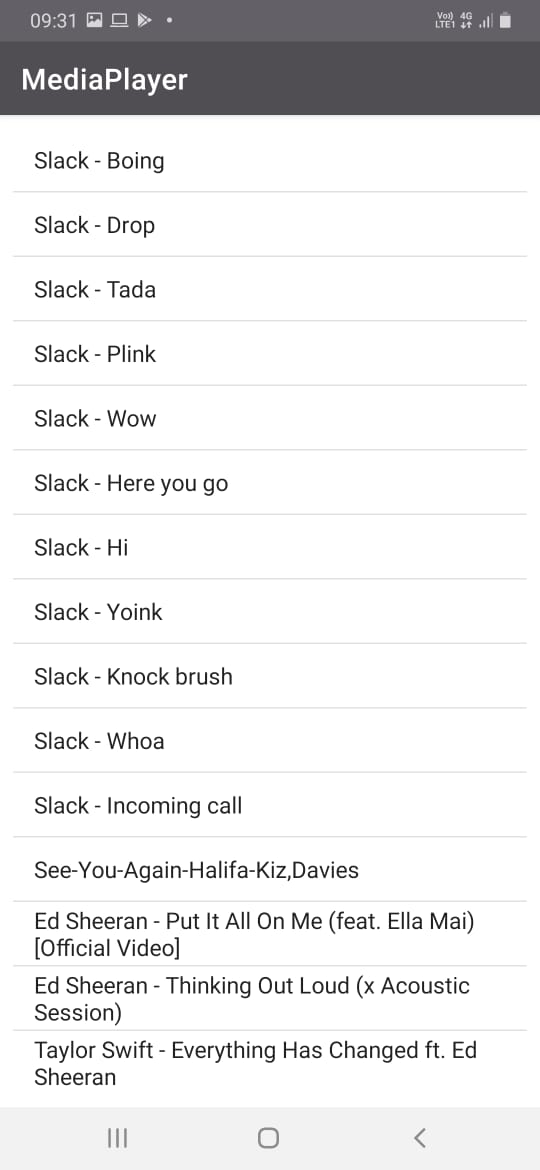 09:31 Vo) 4G
LTE1
MediaPlayer
Slack - Boing
Slack - Drop
Slack - Tada
Slack - Plink
Slack - Wow
Slack - Here you go
Slack - Hi
Slack - Yoink
Slack - Knock brush
Slack - Whoa
Slack - Incoming call
See-You-Again-Halifa-Kiz,Davies
Ed Sheeran - Put It All On Me (feat. Ella Mai)
[Official Video]
Ed Sheeran - Thinking Out Loud (x Acoustic
Session)
Taylor Swift - Everything Has Changed ft. Ed
Sheeran